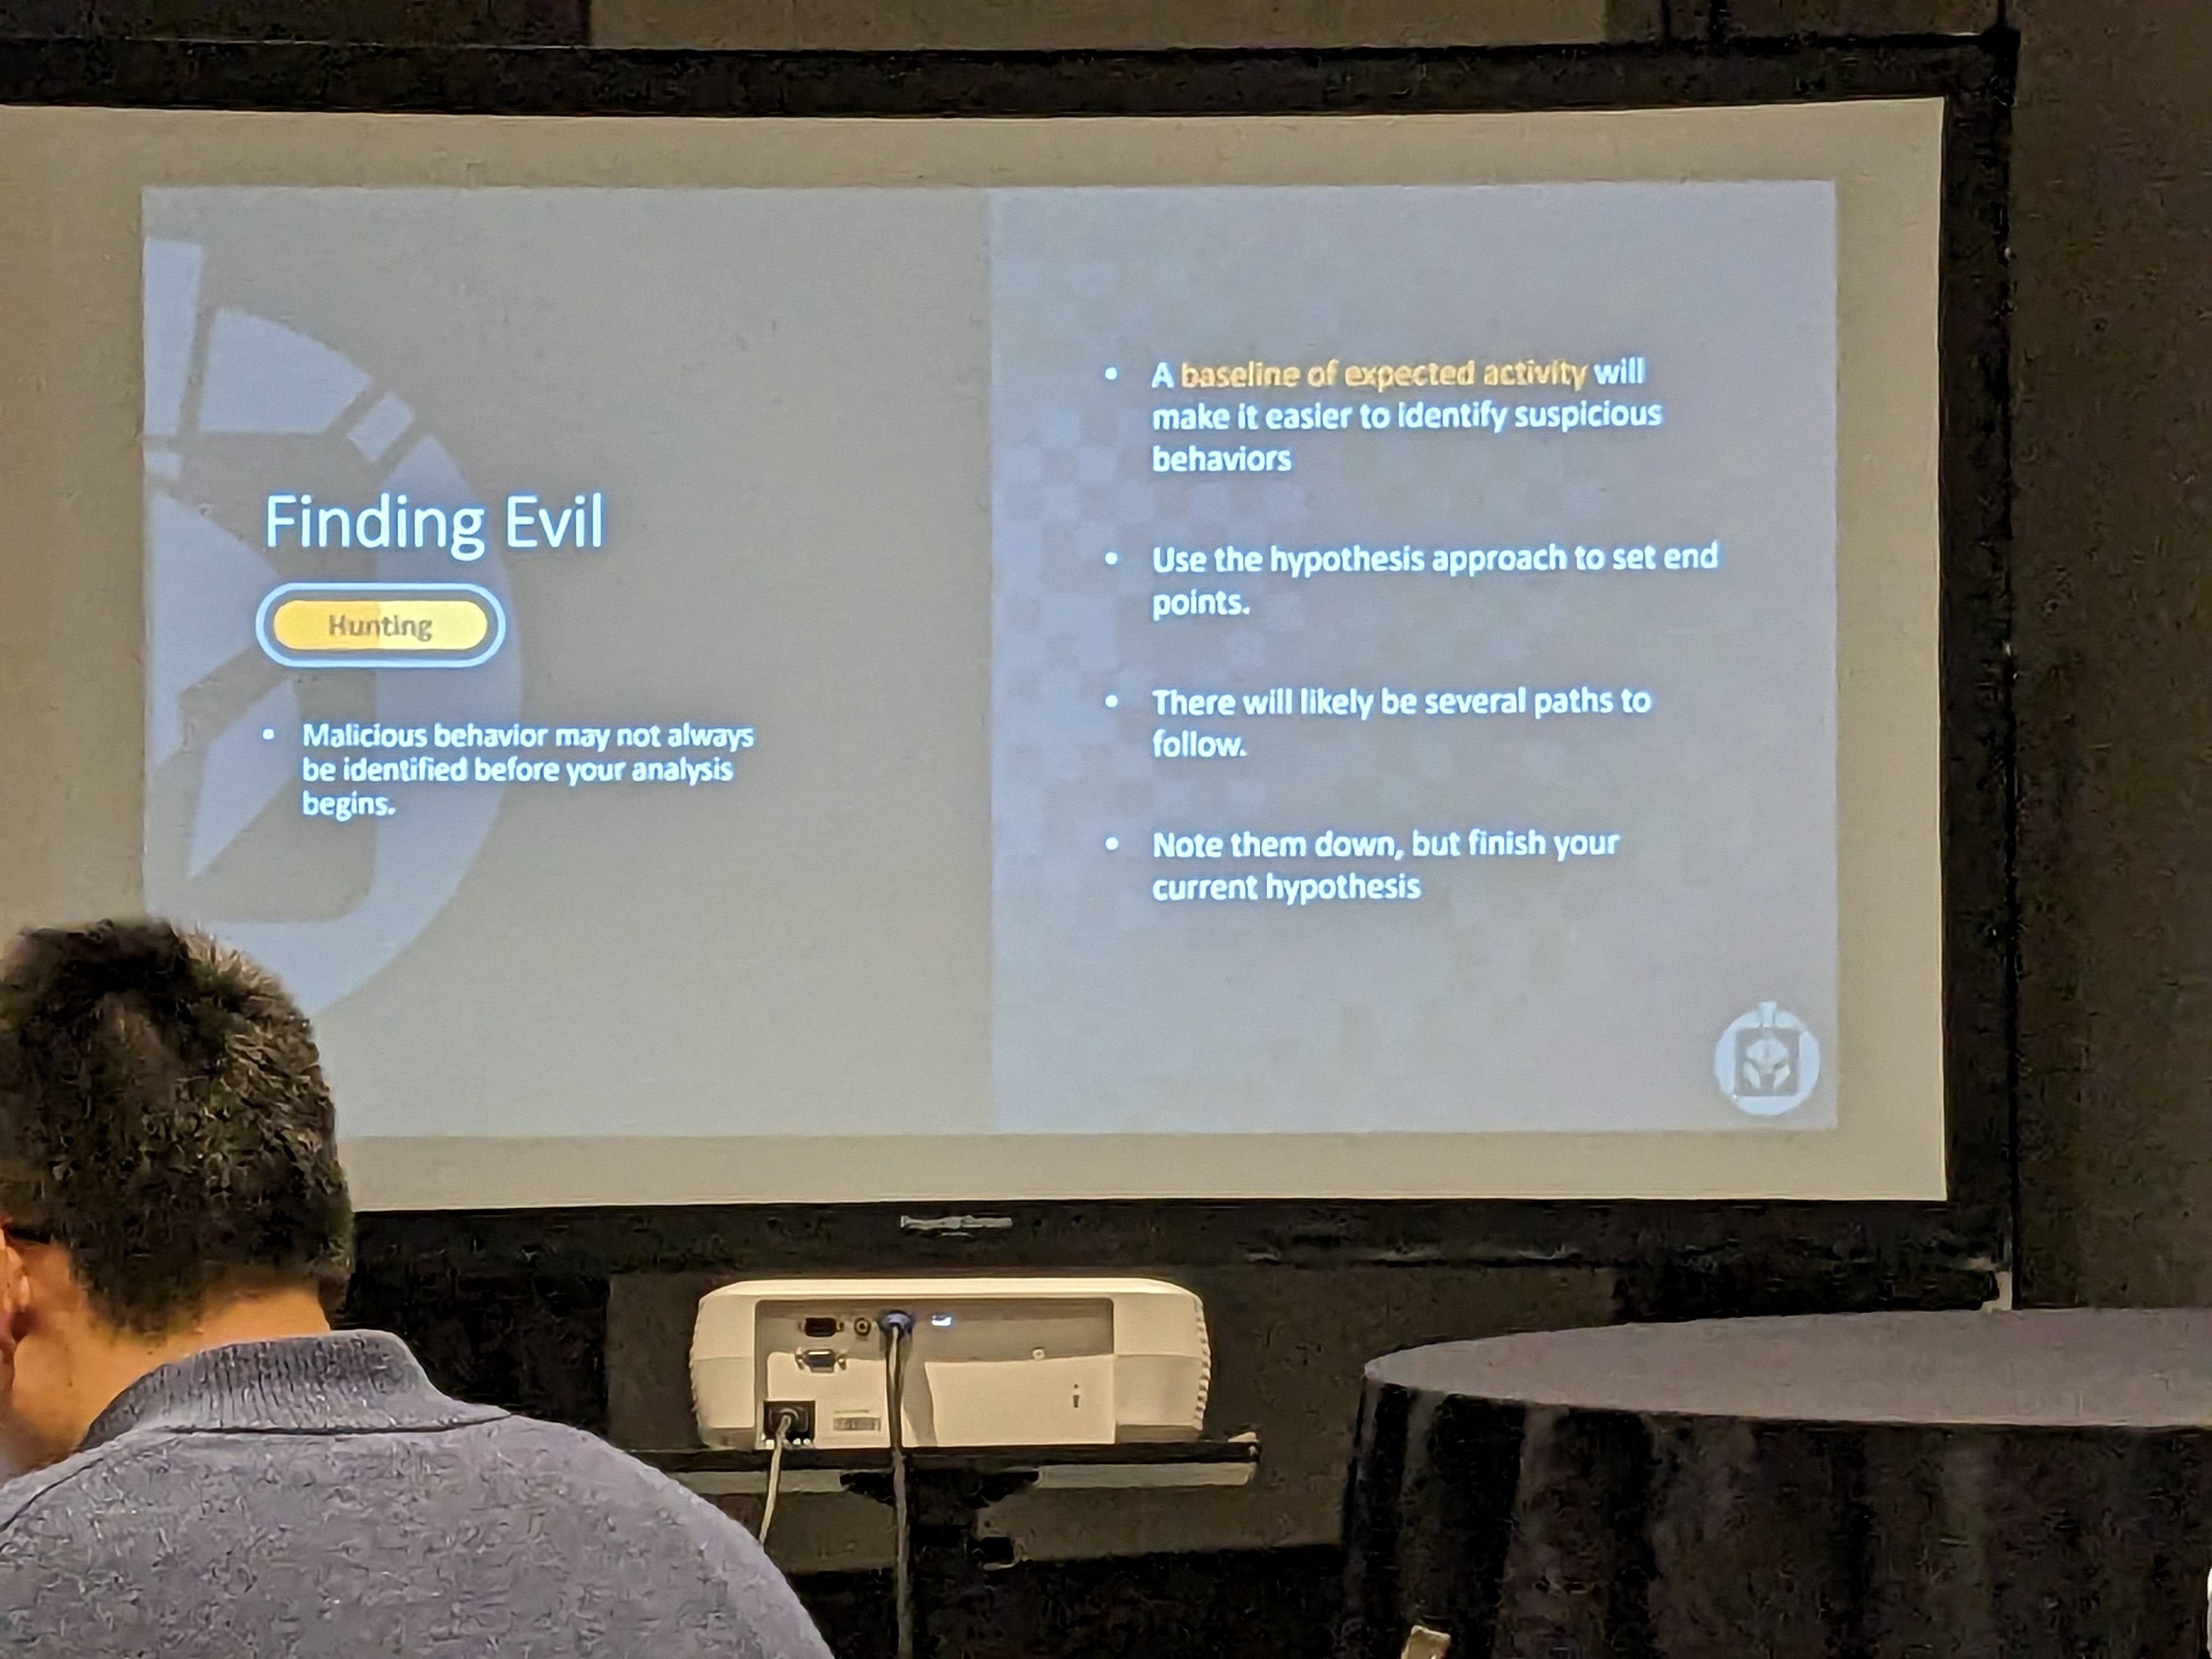 Finding Evil
Hunting
• Malicious behavior may not always
be identified before your analysis
begins.
• A baseline of expected activity will
make it easier to identify suspicious
behaviors
• Use the hypothesis approach to set end
points.
• There will likely be several paths to
follow.
• Note them down, but finish your
current hypothesis